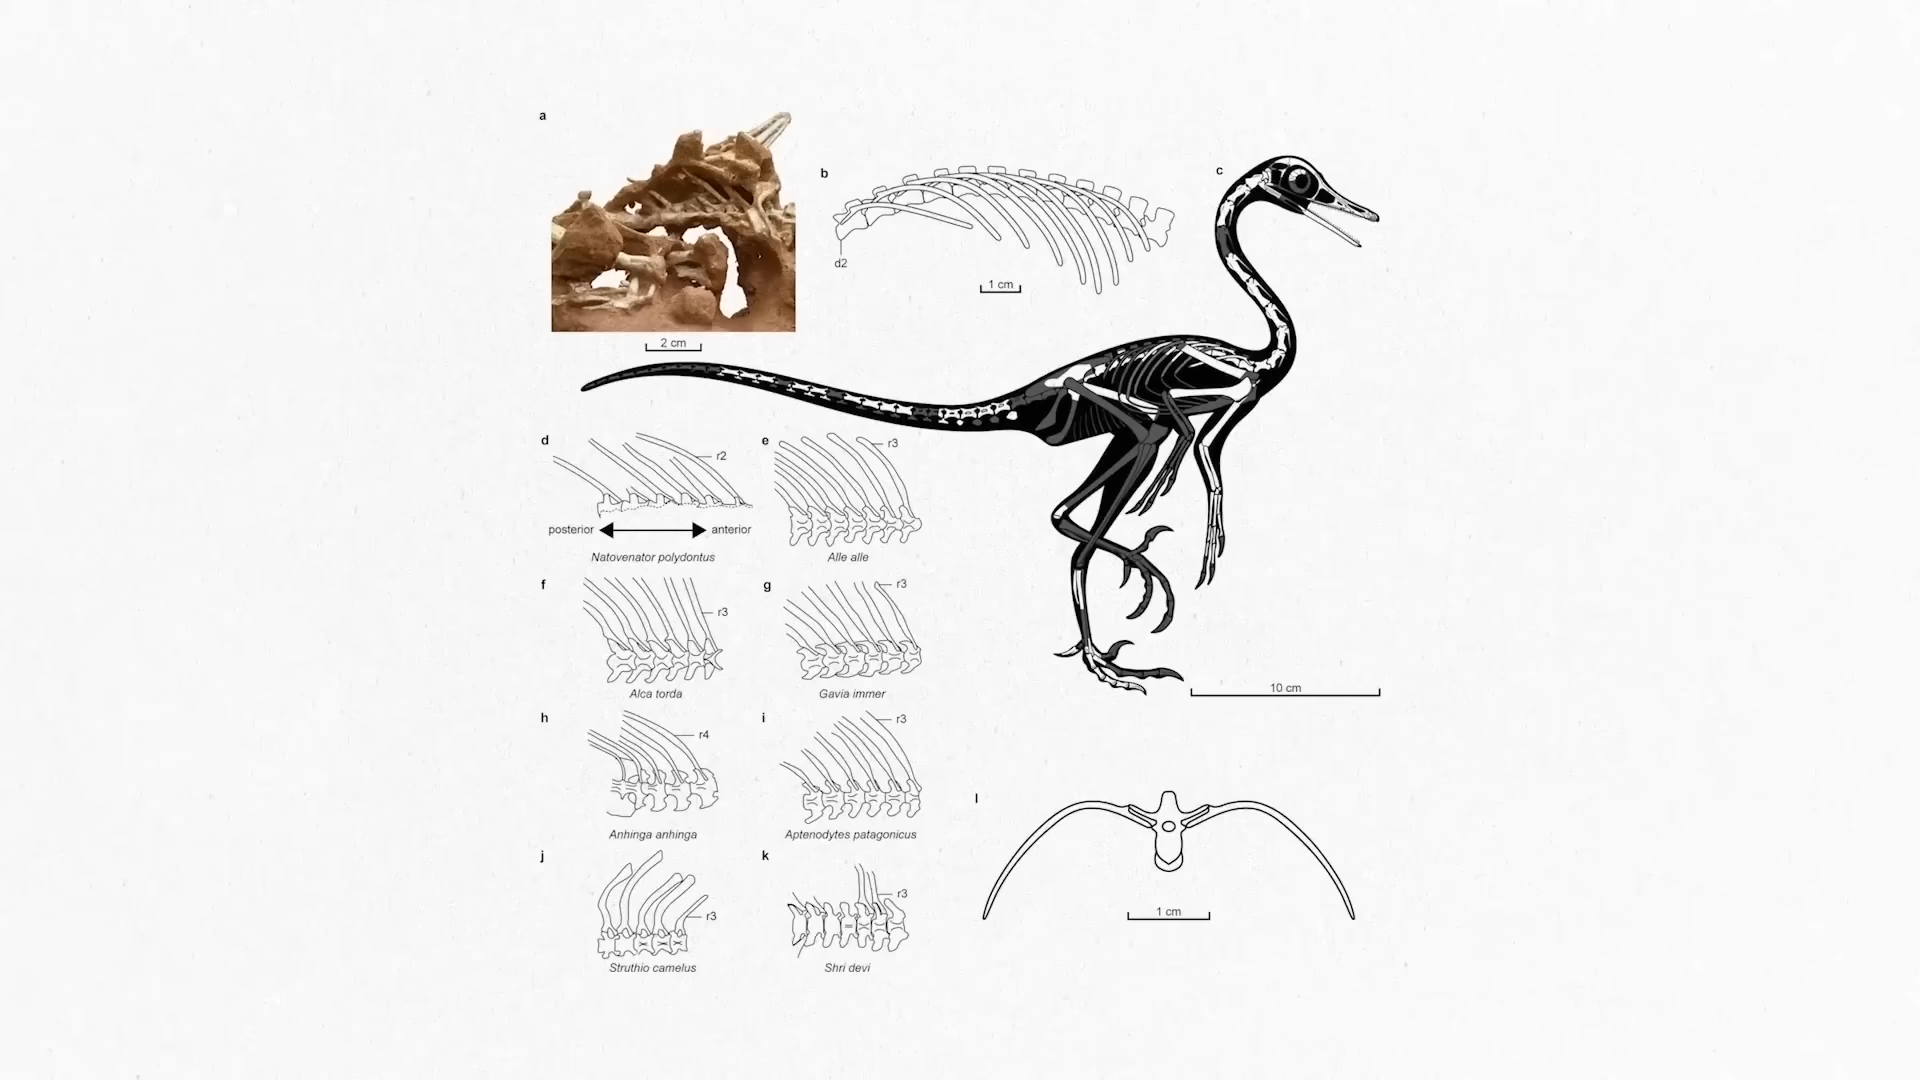 a
b
c
d2
1 cm
2 cm
d
r2
e
r3
posterior
anterior
Natovenator polydontus
Alle alle
f
r3
g
r3
10 cm
Alca torda
Gavia immer
h
r4
i
r3
l
Anhinga anhinga
Aptenodytes patagonicus
j
r3
k
r3
1 cm
Struthio camelus
Shri devi